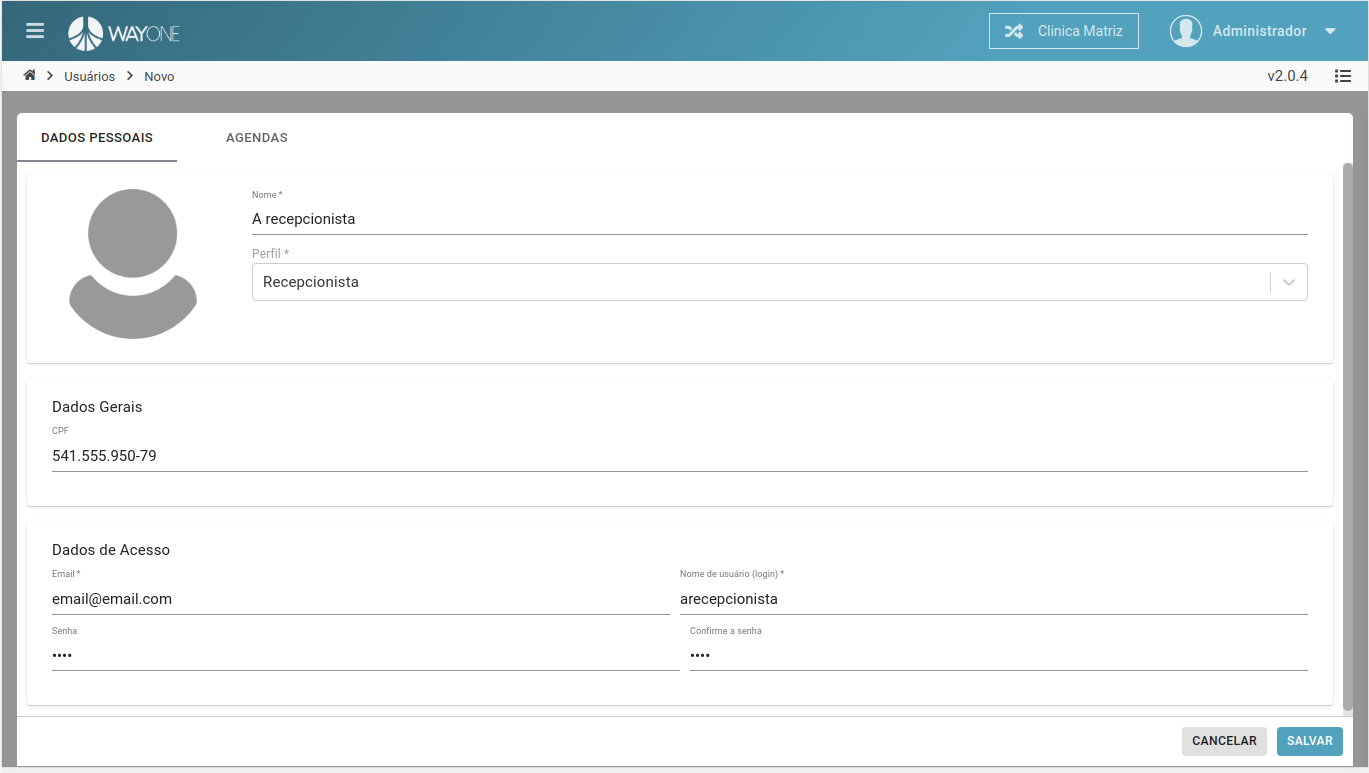 WAYONE
Clinica Matriz
Administrador
Usuários
Novo
v2.0.4
DADOS PESSOAIS
AGENDAS
Nome *
A recepcionista
Perfil *
Recepcionista
Dados Gerais
CPF
541.555.950-79
Dados de Acesso
Email *
Nome de usuário (login) *
email@email.com
arecepcionista
Senha
Confirme a senha
••••
••••
CANCELAR
SALVAR